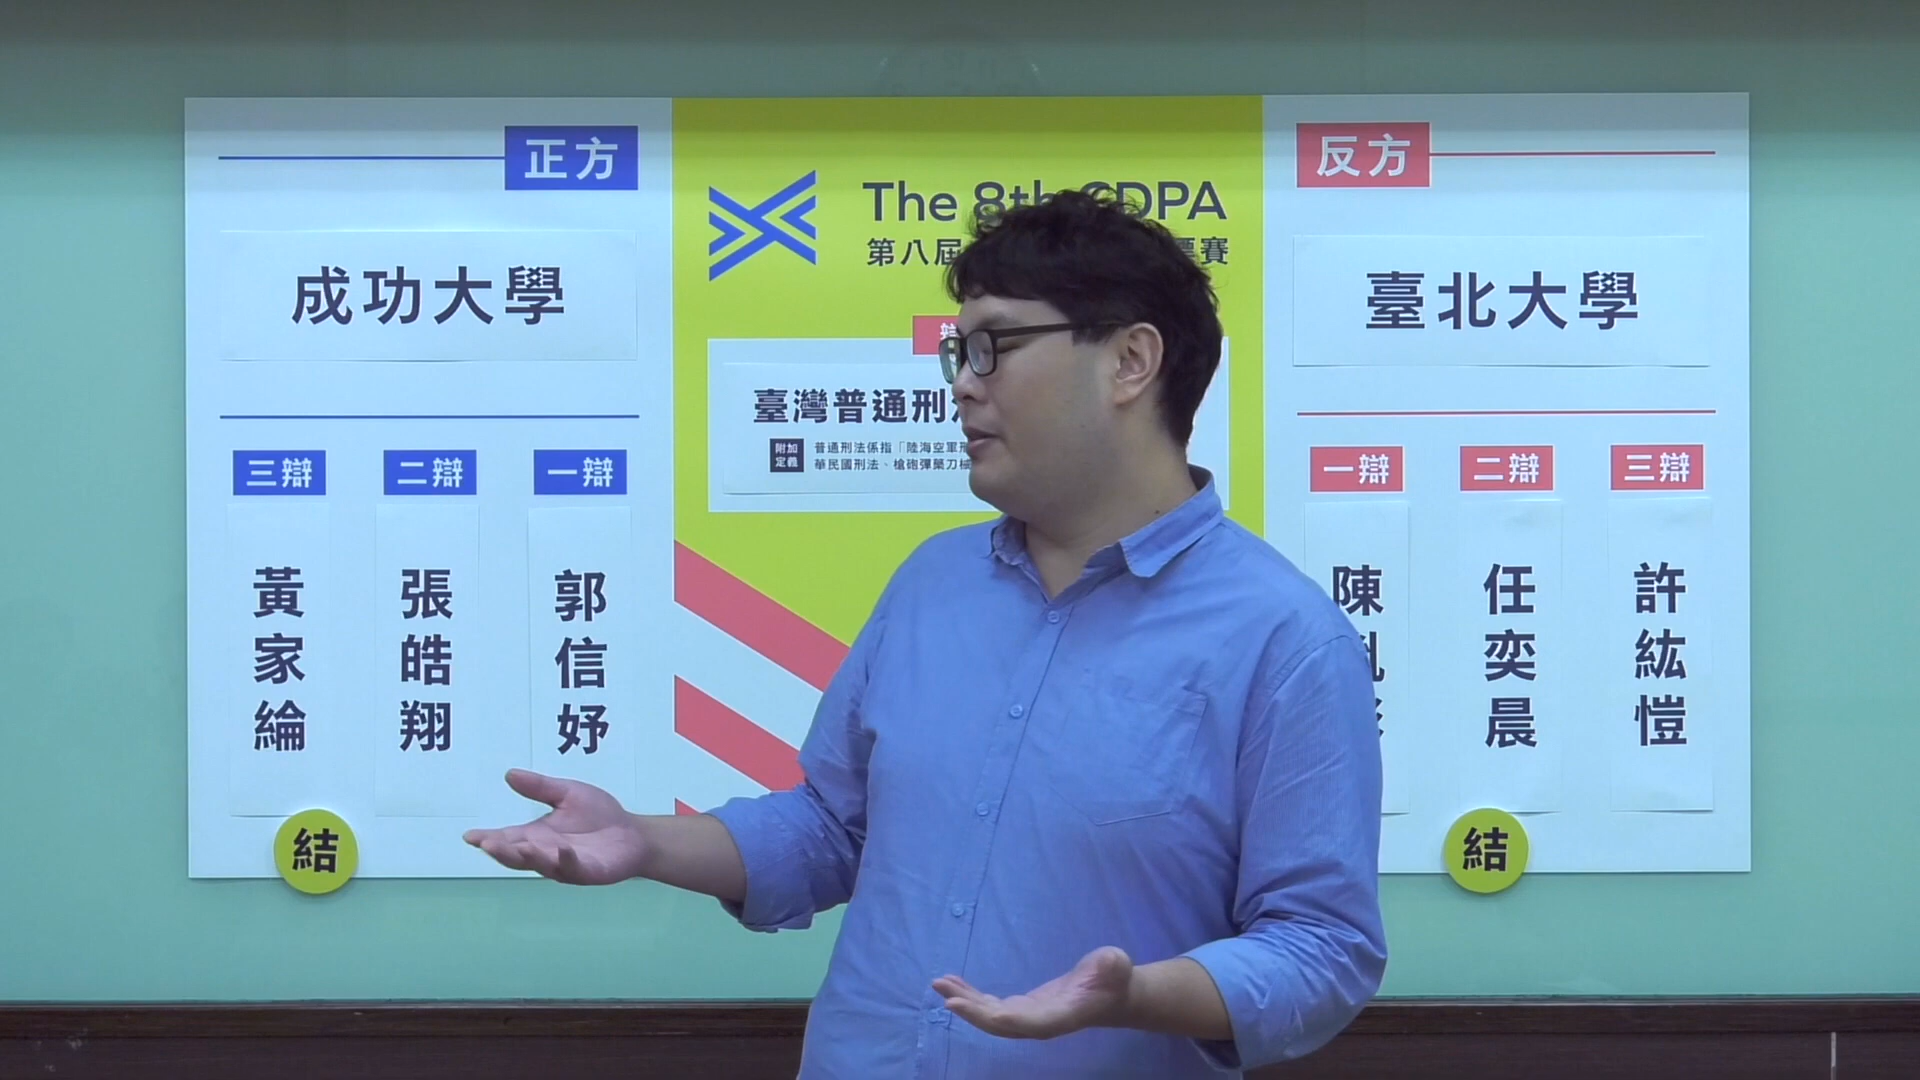 正方
成功大學
三辯
二辯
一辯
黃家綸
張皓翔
郭信妤
結
The 8th CDPA
第八屆
賽
臺灣普通刑
附加定義
普通刑法係指「陸海空軍
華民國刑法、槍砲彈藥刀械
反方
臺北大學
一辯
二辯
三辯
陳
任奕晨
許紘愷
結